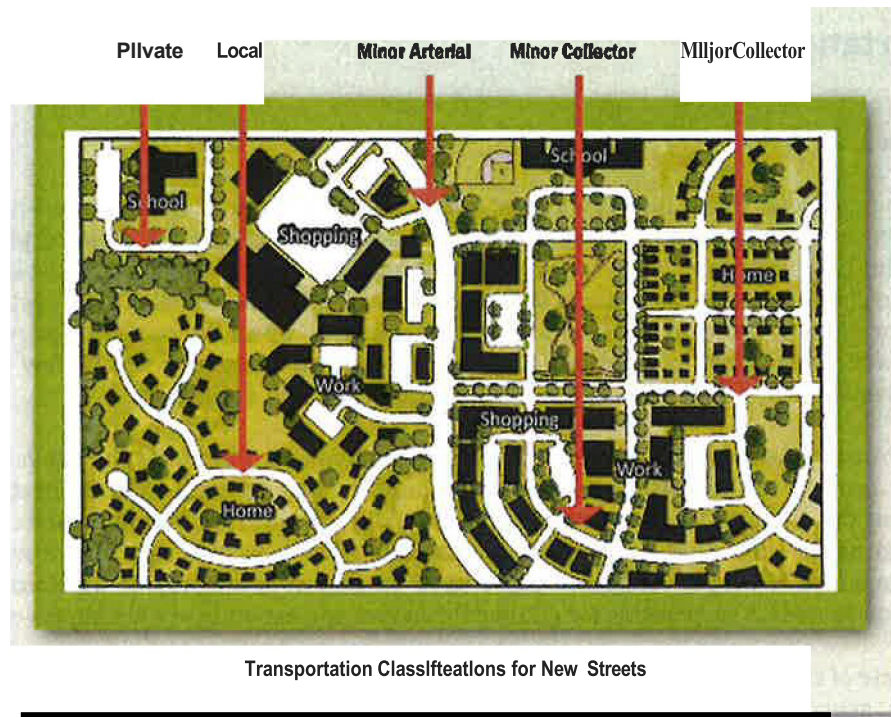 PIlvate Local Minor Arterial Minor Collector MlljorCollector
School
School
Shopping
Home
Work
Shopping
Work
Home
Transportation Classlfteatlons for New Streets